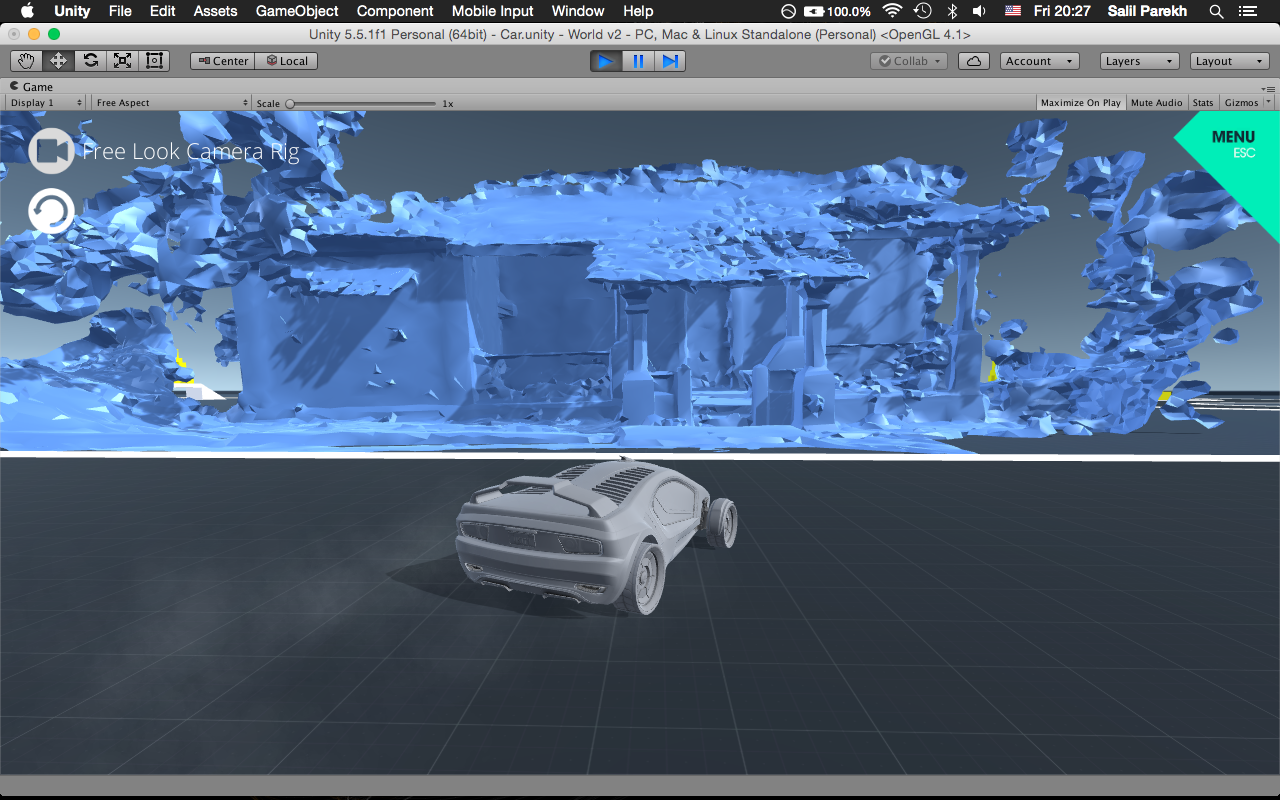 Unity File Edit Assets GameObject Component Mobile Input Window Help 100.0% Fri 20:27 Salil Parekh
Unity 5.5.1f1 Personal (64bit) - Car.unity - World v2 - PC, Mac & Linux Standalone (Personal) <OpenGL 4.1>
Center Local Collab Account Layers Layout
Game
Display 1 Free Aspect Scale 1x Maximize On Play Mute Audio Stats Gizmos
MENU
ESC
Free Look Camera Rig